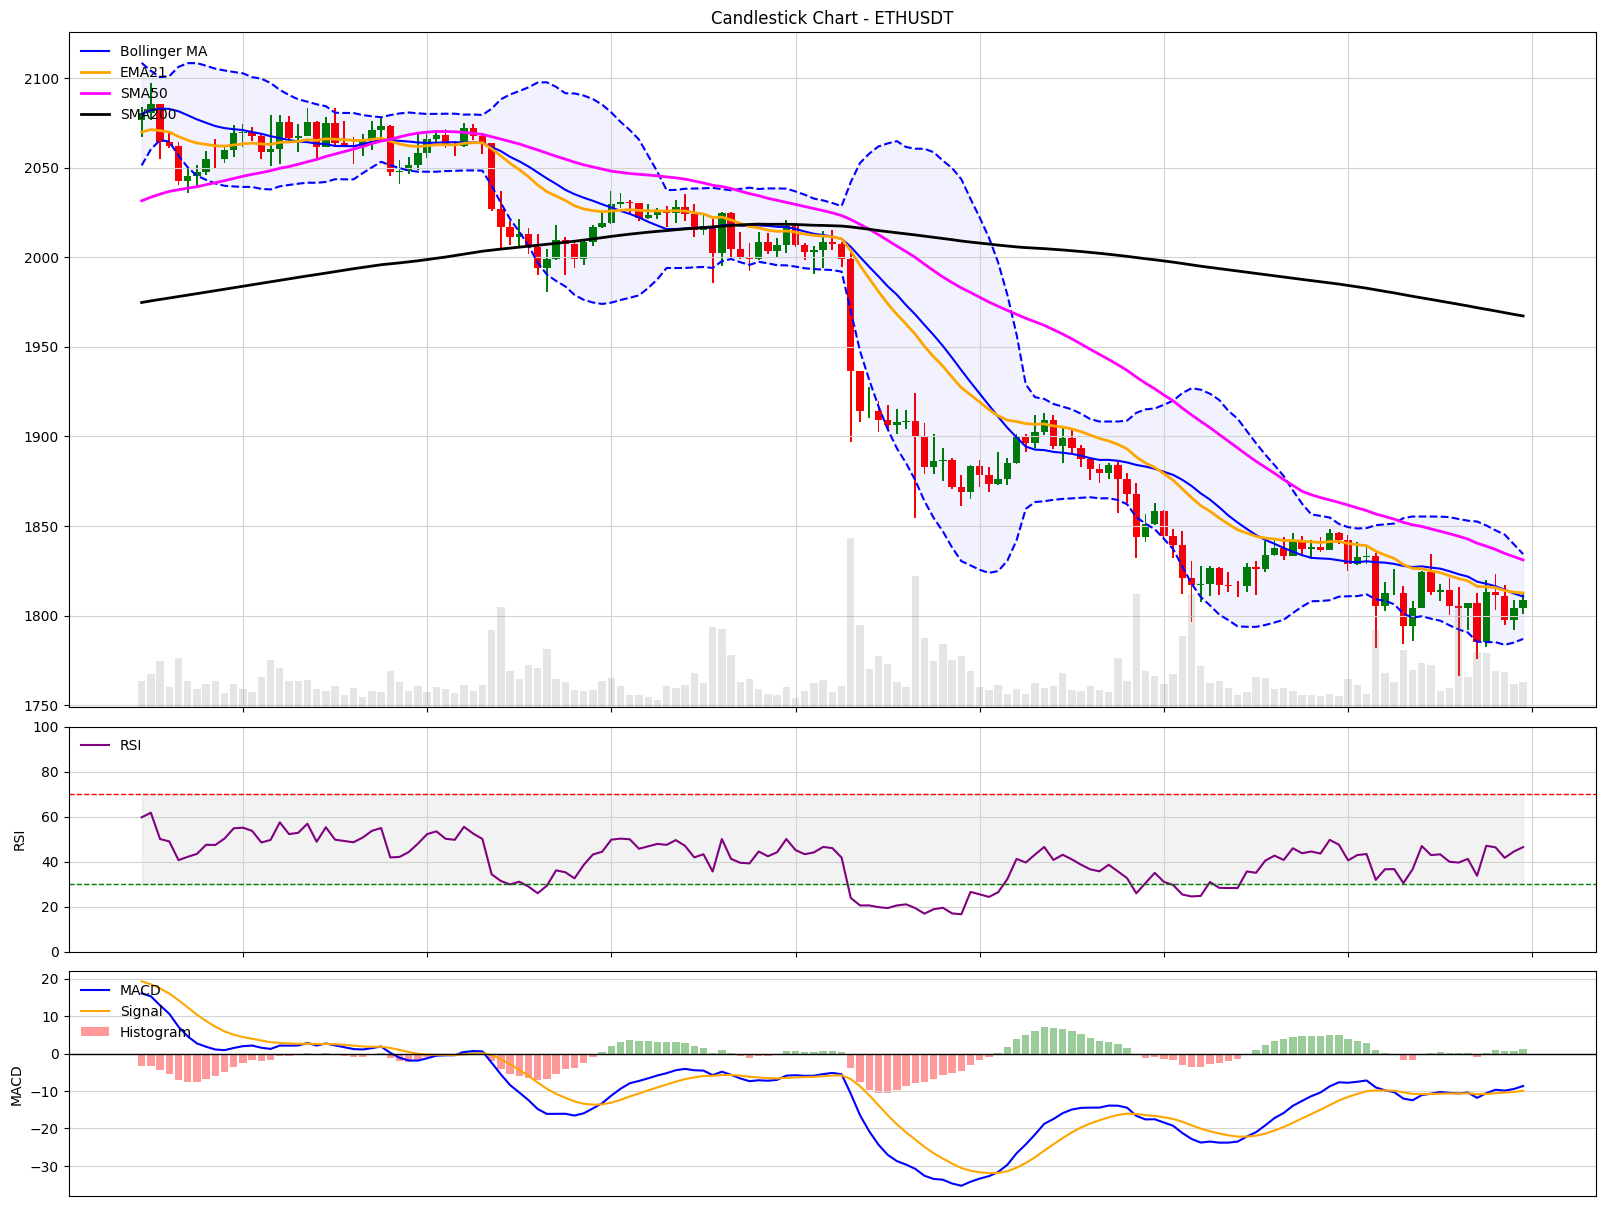 Candlestick Chart - ETHUSDT
Bollinger MA
EMA21
SMA50
SMA200
2100
2050
2000
1950
1900
1850
1800
1750
RSI
RSI
100
80
60
40
20
0
MACD
Signal
Histogram
MACD
20
10
0
−10
−20
−30